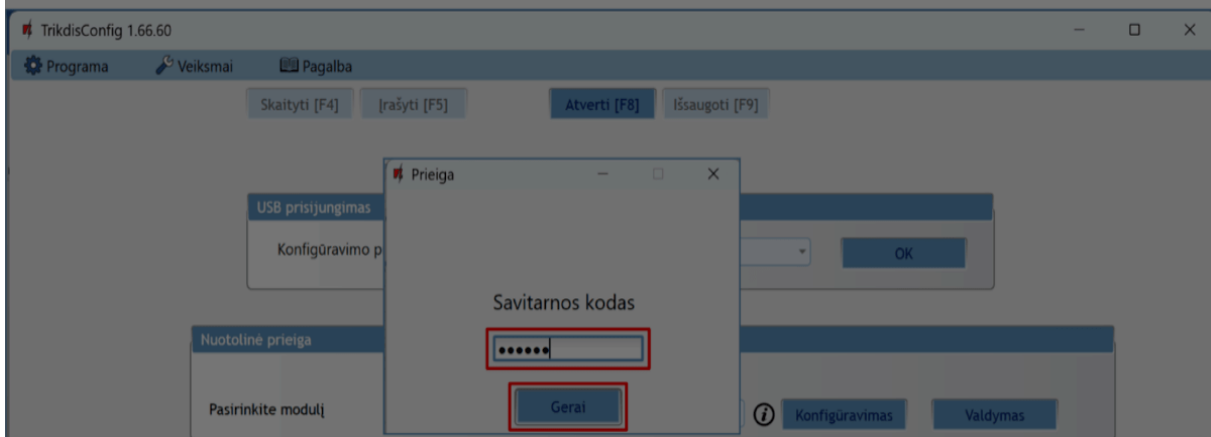 TrikdisConfig 1.66.60
Programa Veiksmai Pagalba
Skaityti [F4] Įrašyti [F5] Atverti [F8] Išsaugoti [F9]
Prieiga
USB prisijungimas
Konfigūravimo p
OK
Savitarnos kodas
••••••
Gerai
Nuotolinė prieiga
Pasirinkite modulį
Konfigūravimas Valdymas